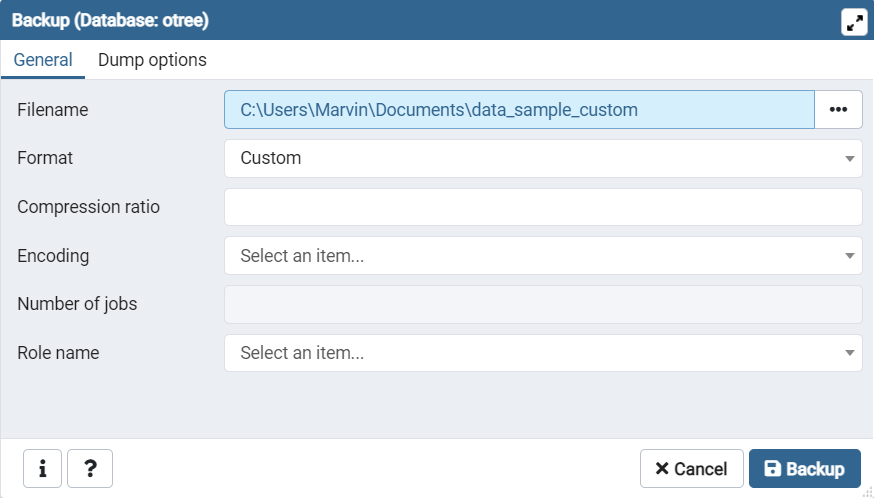 Backup (Database: otree)
General Dump options
Filename C:\Users\Marvin\Documents\data_sample_custom •••
Format Custom
Compression ratio
Encoding Select an item...
Number of jobs
Role name Select an item...
i ? Cancel Backup